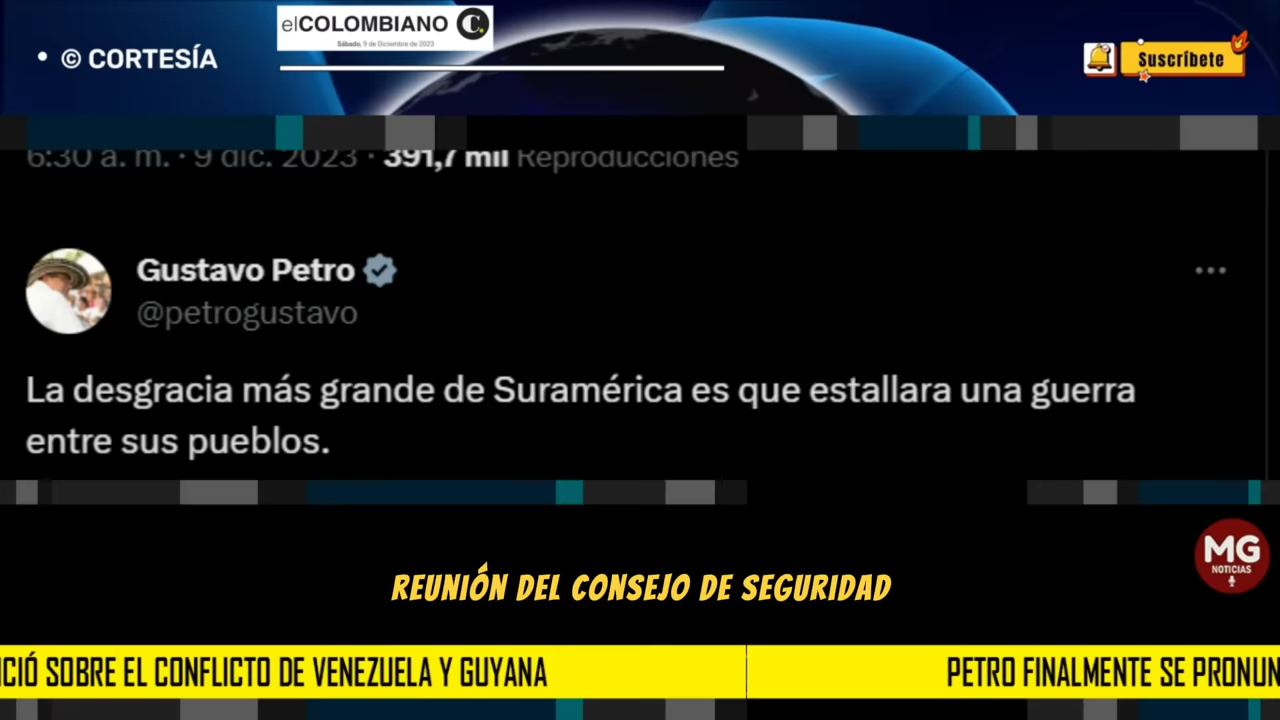 elCOLOMBIANO C.
Sábado, 9 de Diciembre de 2023
• © CORTESÍA
Suscríbete
6:30 a. m. · 9 dic. 2023 · 391,7 mil Reproducciones
Gustavo Petro
@petrogustavo
La desgracia más grande de Suramérica es que estallara una guerra
entre sus pueblos.
MG
NOTICIAS
REUNIÓN DEL CONSEJO DE SEGURIDAD
CIÓ SOBRE EL CONFLICTO DE VENEZUELA Y GUYANA
PETRO FINALMENTE SE PRONUN